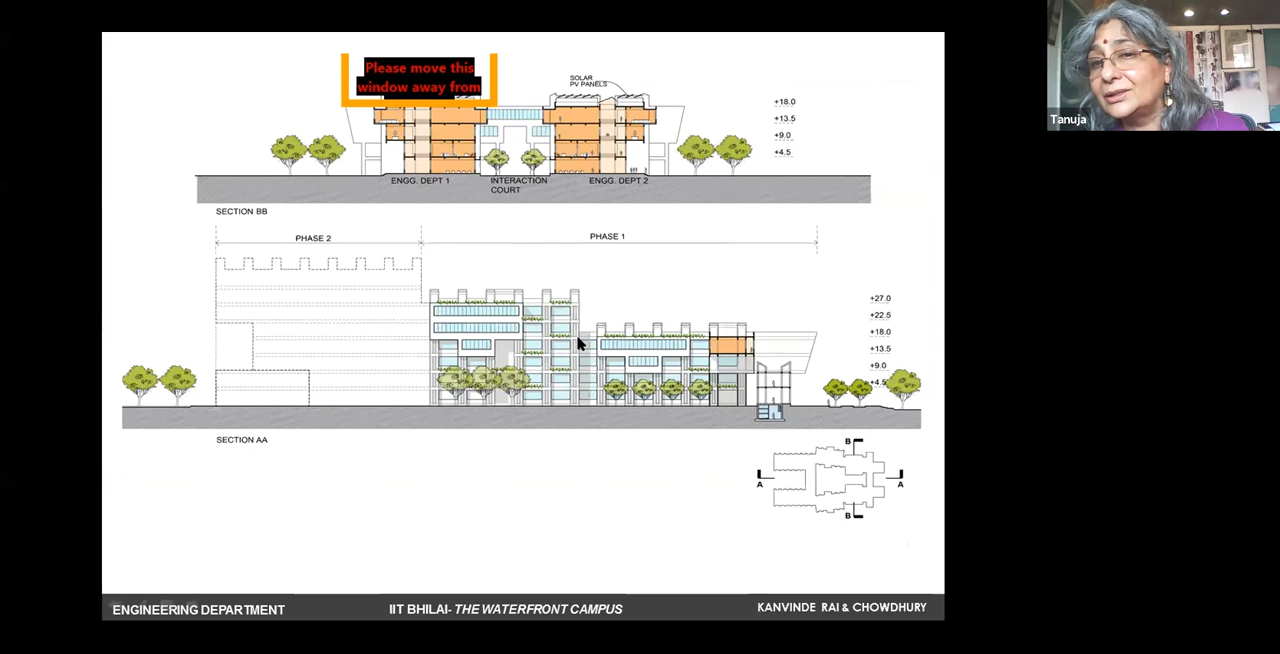 Please move this
window away from
SOLAR
PV PANELS
+18.0
+13.5
+9.0
+4.5
Tanuja
ENGG. DEPT 1
INTERACTION
COURT
ENGG. DEPT 2
SECTION BB
PHASE 2
PHASE 1
+27.0
+22.5
+18.0
+13.5
+9.0
+4.5
SECTION AA
B
A
A
B
ENGINEERING DEPARTMENT
IIT BHILAI- THE WATERFRONT CAMPUS
KANVINDE RAI & CHOWDHURY